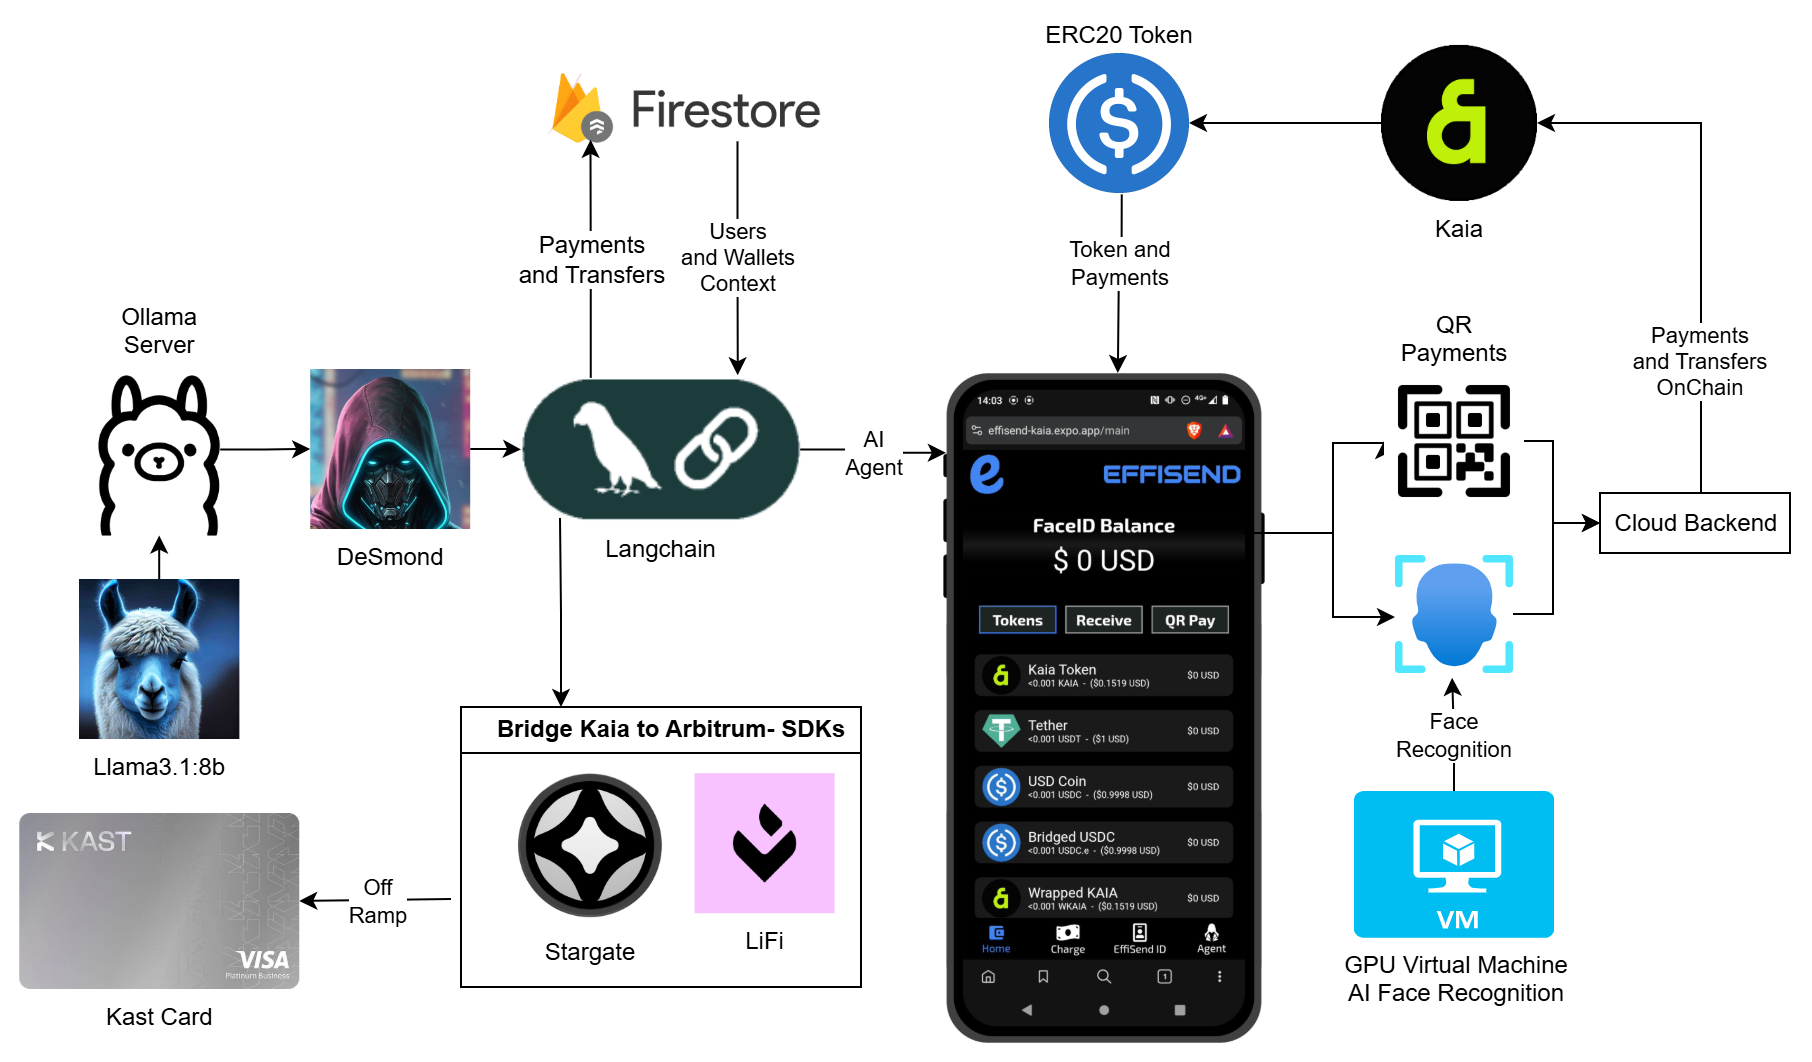 ERC20 Token
Firestore
Kaia
Payments
and Transfers
Users
and Wallets
Context
Token and
Payments
Ollama
Server
QR
Payments
Payments
and Transfers
OnChain
DeSmond
Langchain
AI
Agent
Llama3.1:8b
14:03
4G+
effisend-kaia.expo.app/main
e
EFFISEND
FaceID Balance
$ 0 USD
Tokens
Receive
QR Pay
Kaia Token
<0.001 KAIA - ($0.1519 USD)
$0 USD
Tether
<0.001 USDT - ($1 USD)
$0 USD
USD Coin
<0.001 USDC - ($0.9998 USD)
$0 USD
Bridged USDC
<0.001 USDC.e - ($0.9998 USD)
$0 USD
Wrapped KAIA
<0.001 WKAIA - ($0.1519 USD)
$0 USD
Home
Charge
EffiSend ID
Agent
1
Cloud Backend
Face
Recognition
VM
GPU Virtual Machine
AI Face Recognition
Bridge Kaia to Arbitrum- SDKs
Stargate
LiFi
Off
Ramp
KAST
VISA
Platinum Business
Kast Card